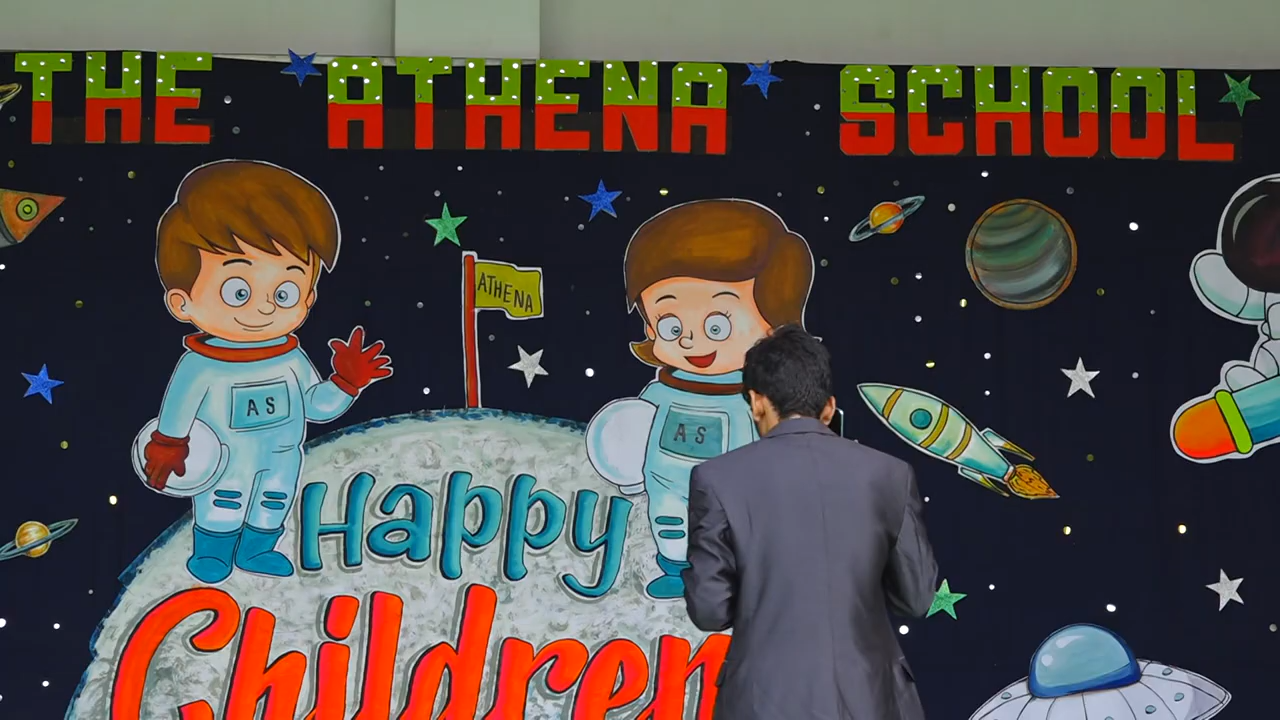 THE ATHENA SCHOOL
ATHENA
AS
AS
Happy
Children